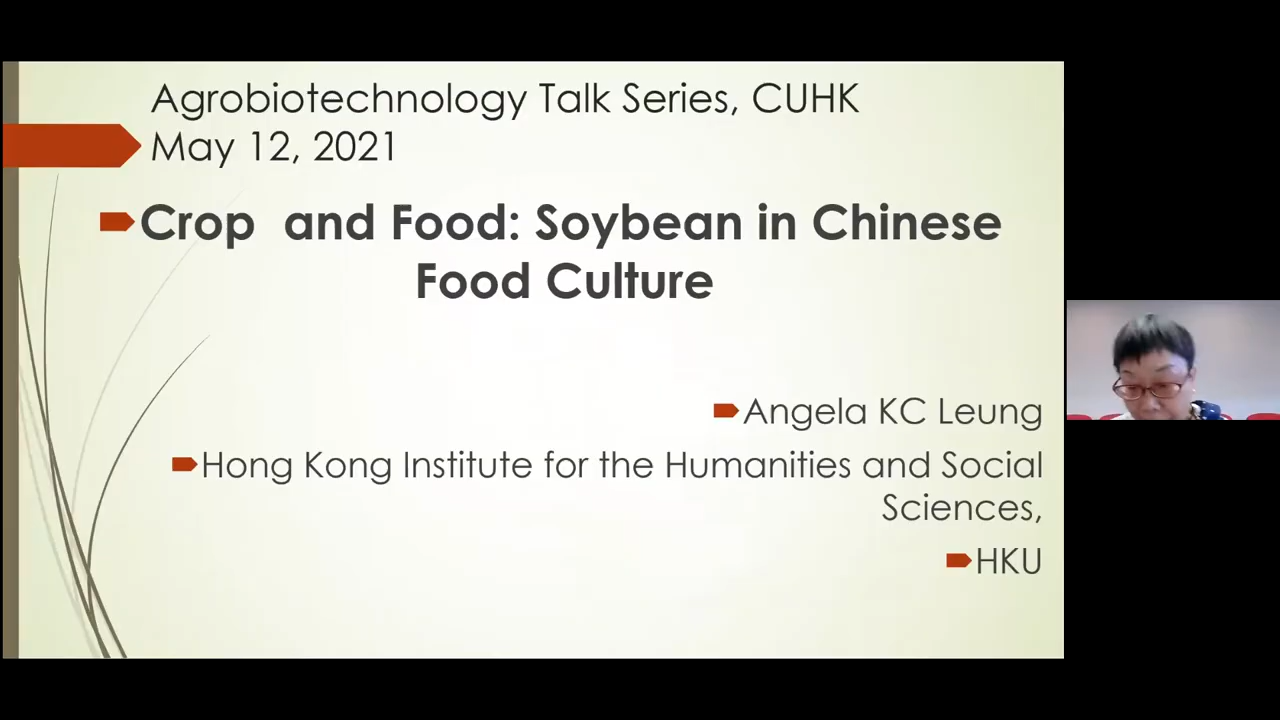 Agrobiotechnology Talk Series, CUHK
May 12, 2021
Crop and Food: Soybean in Chinese
Food Culture
Angela KC Leung
Hong Kong Institute for the Humanities and Social
Sciences,
HKU